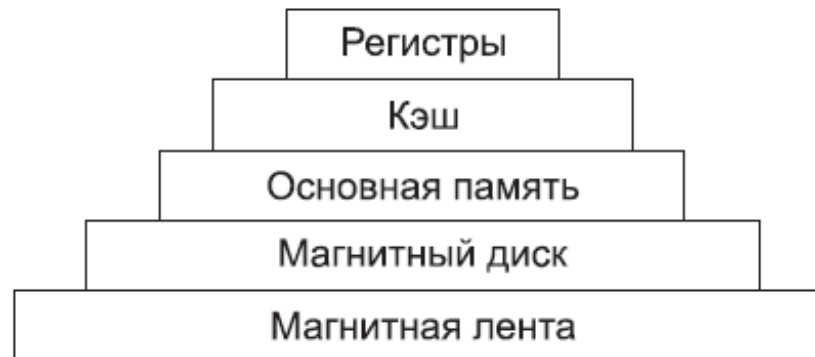 Регистры
Кэш
Основная память
Магнитный диск
Магнитная лента